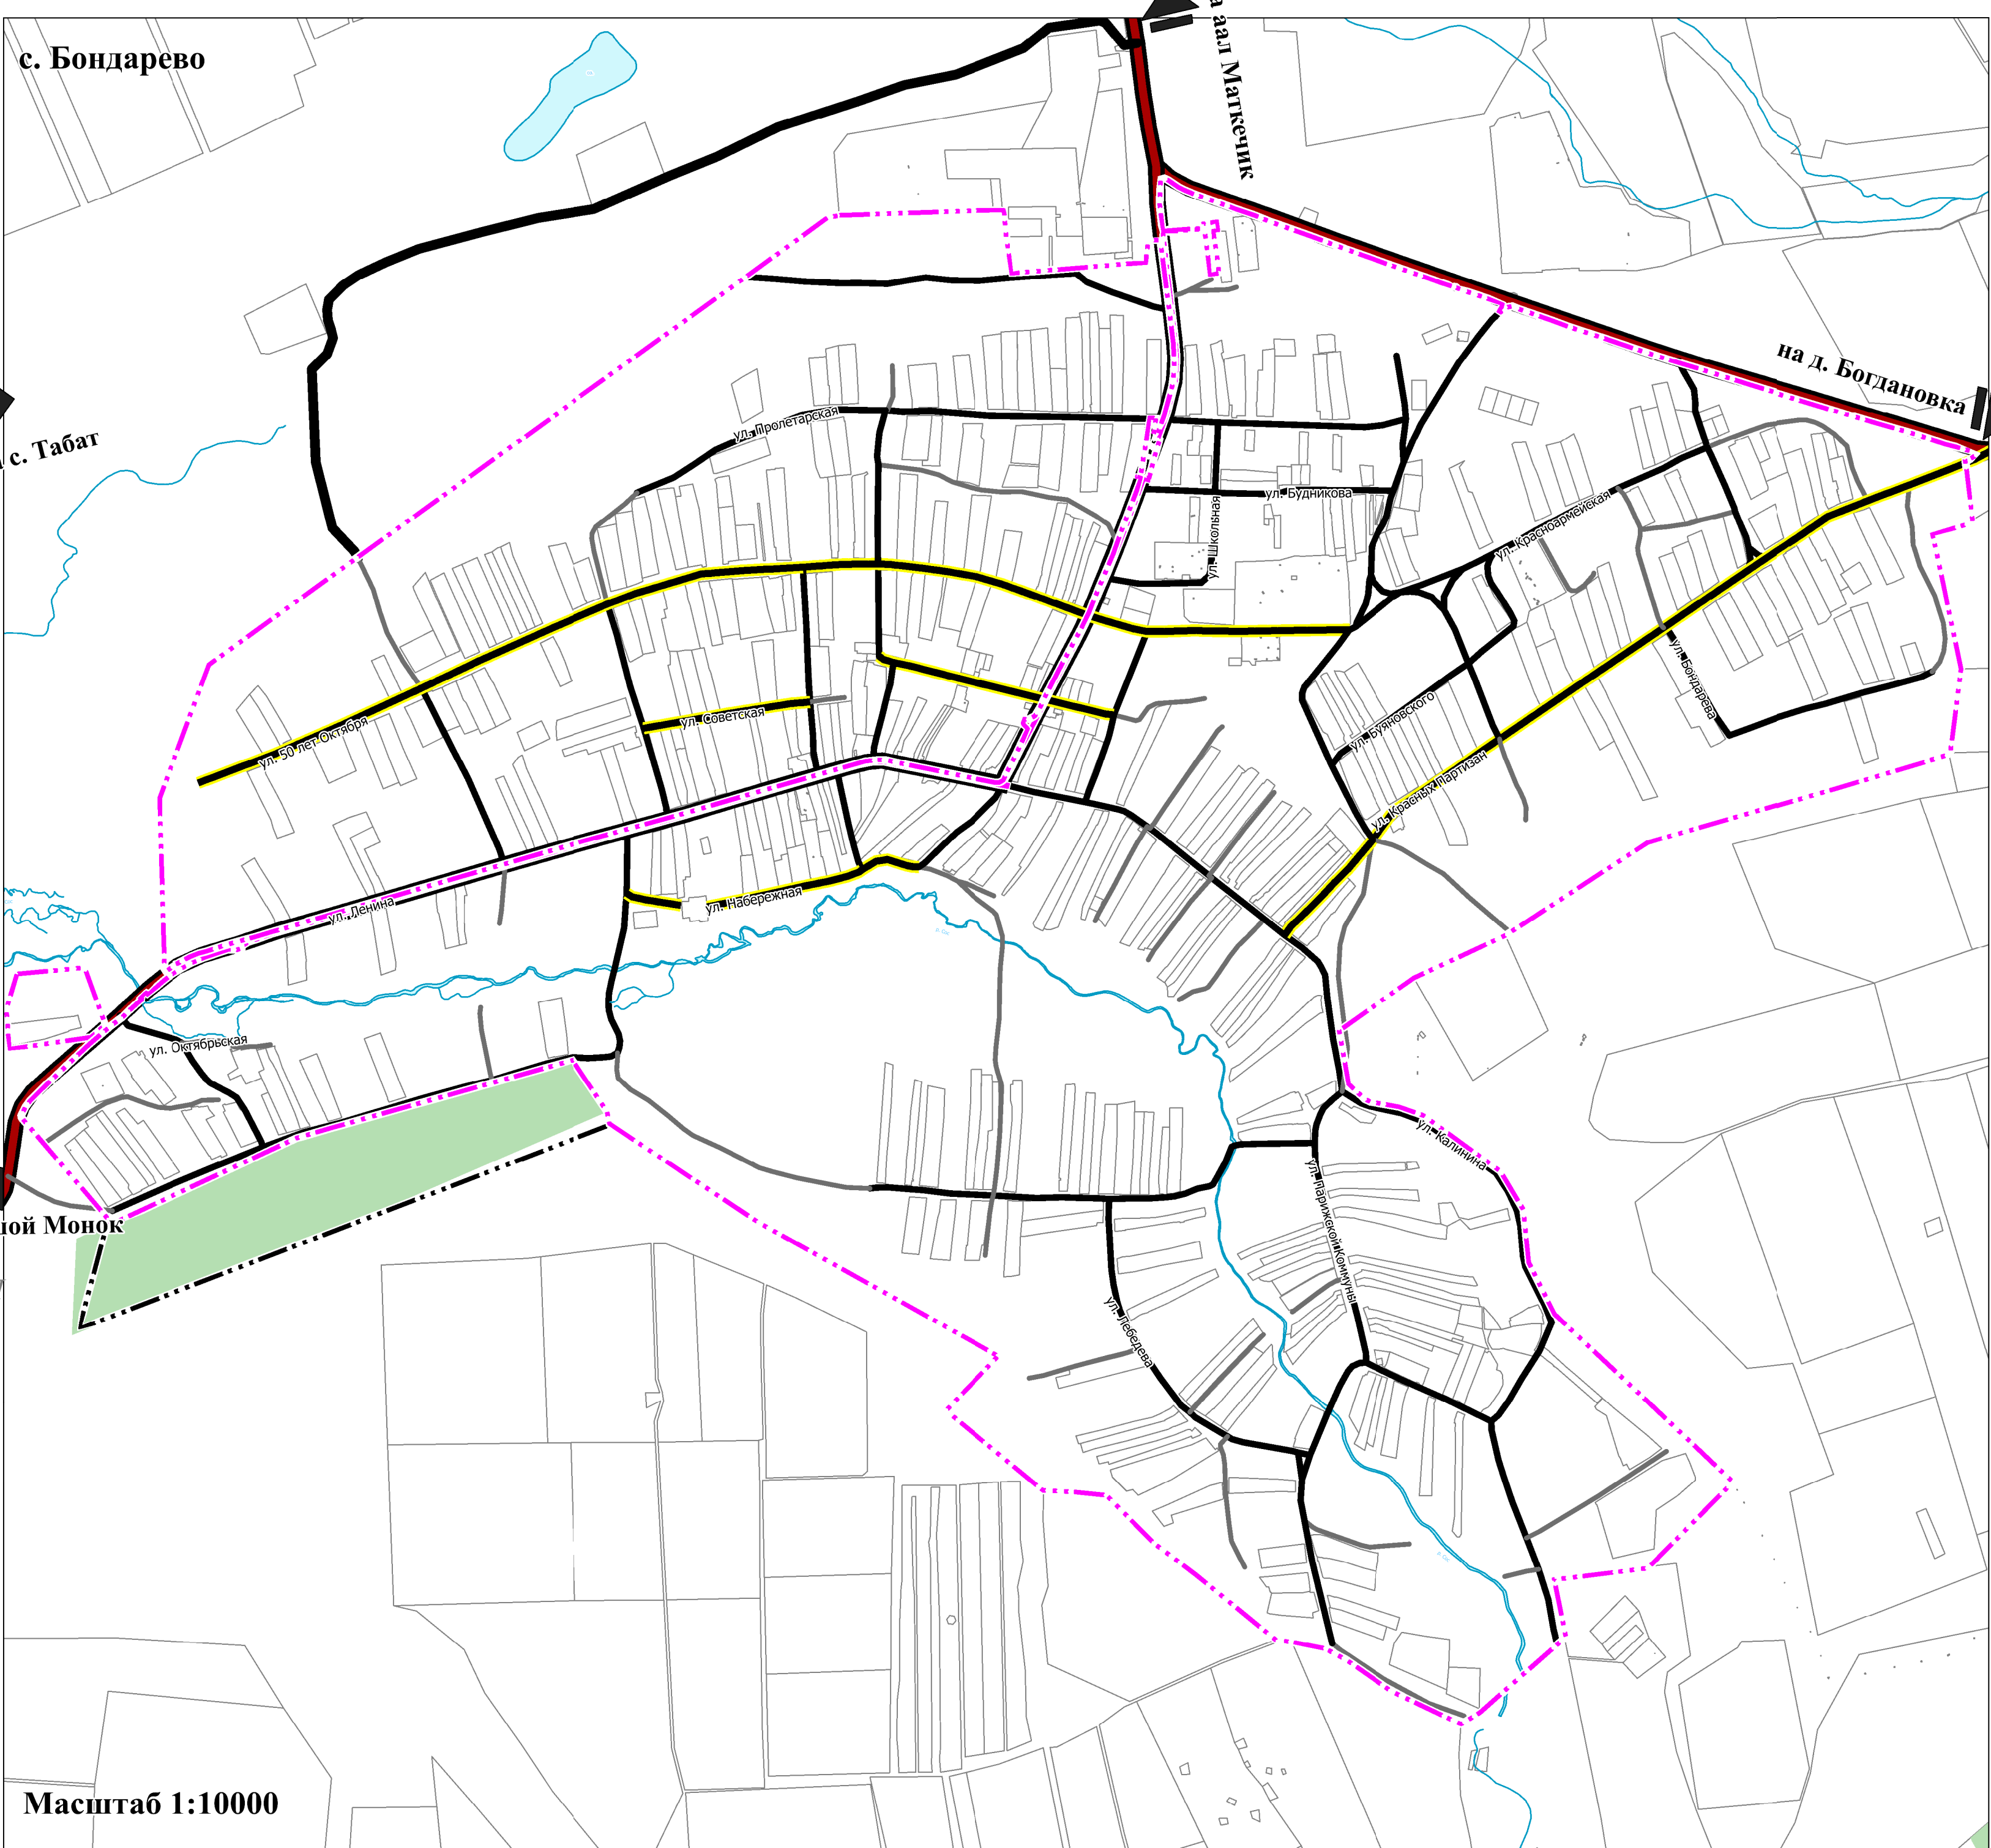 с. Бондарево
а аал Маткечик
на д. Богдановка
с. Табат
ул. Пролетарская
ул. Будникова
ул. Школяная
ул. Красноармейская
ул. Бондарева
ул. Буяновского
ул. Советская
ул. 50 лет Октября
ул. Красных Партизан
ул. Набережная
ул. Ленина
ул. Октябрьская
ул. Калинина
ул. Парижской Коммуны
ной Монок
ул. Лебедева
Масштаб 1:10000